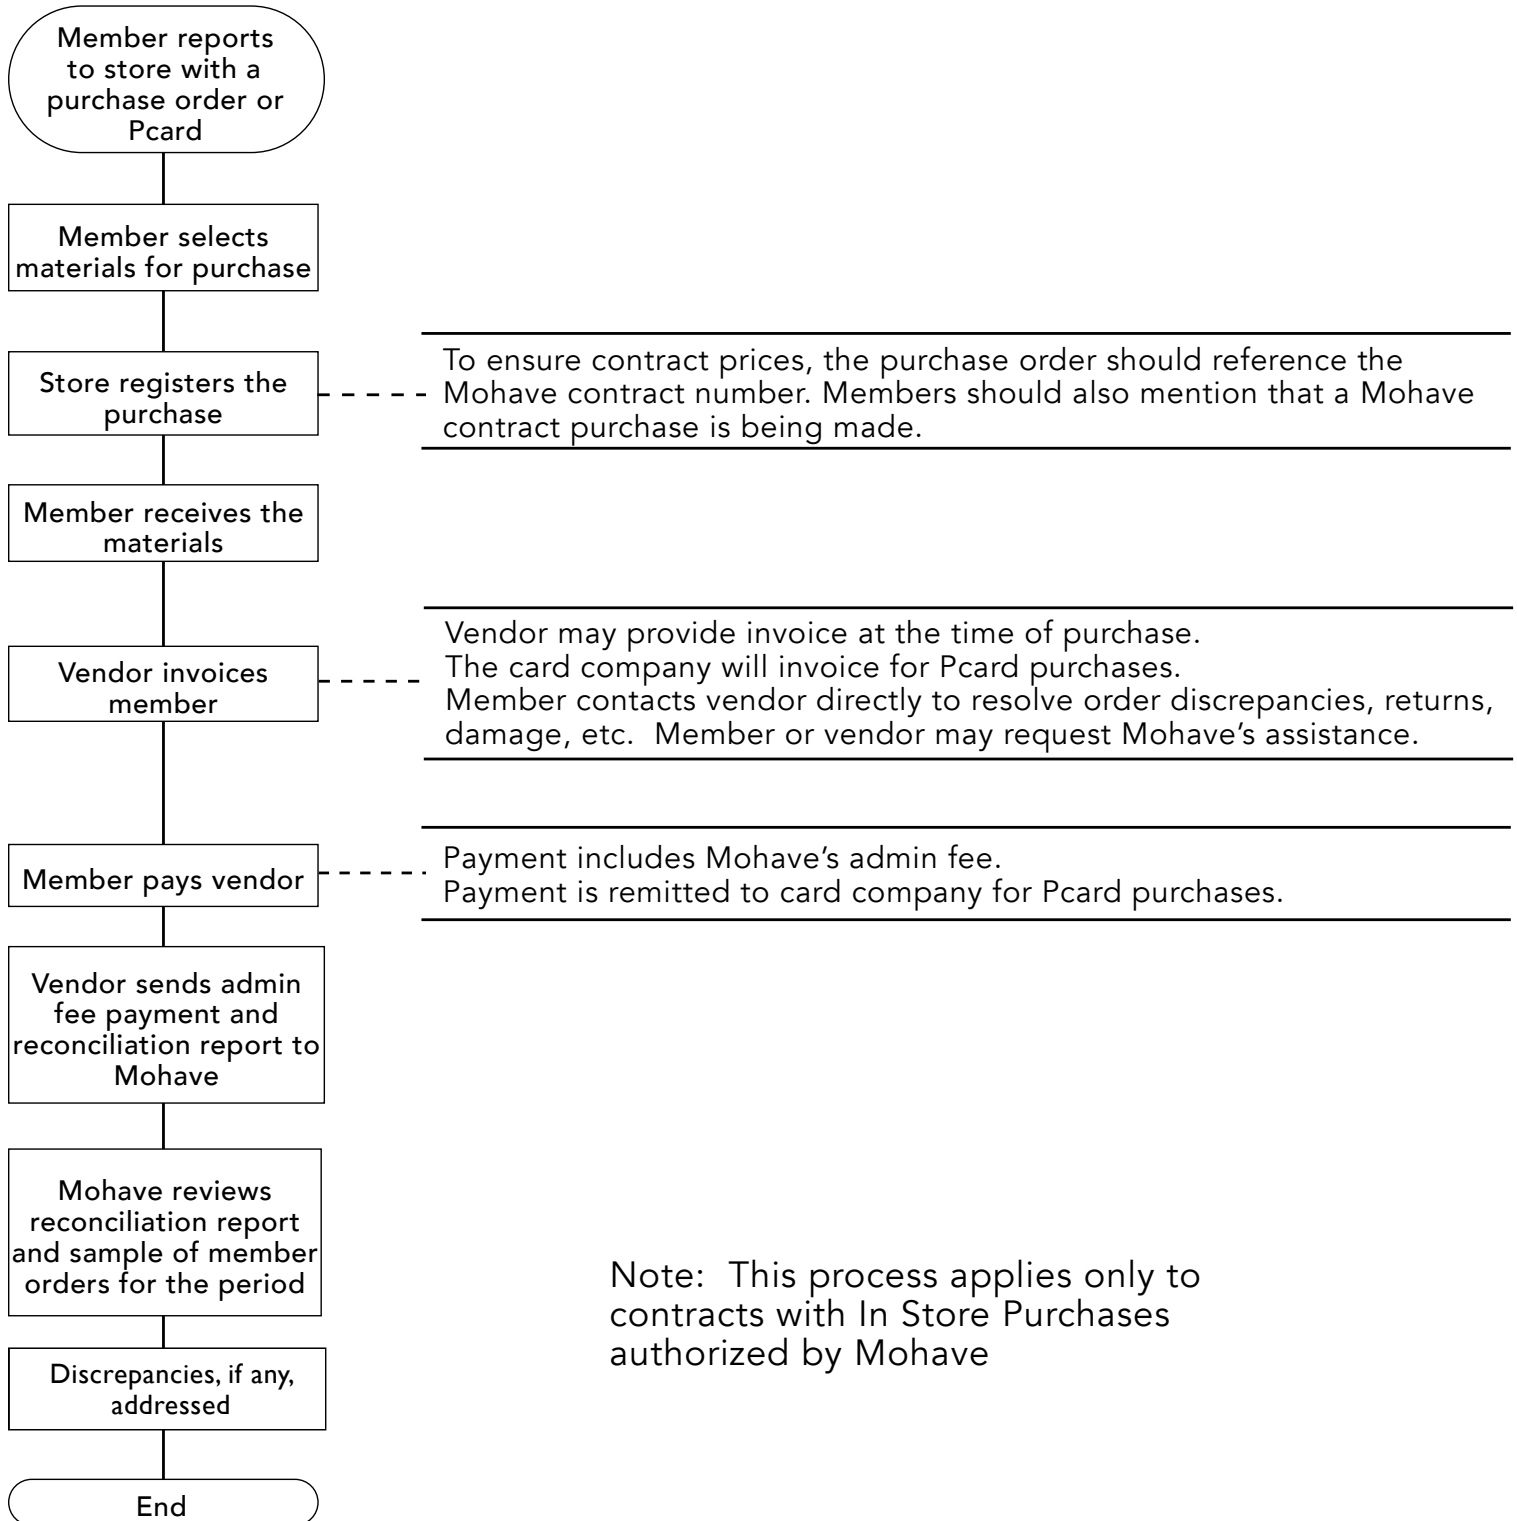 Member reports
to store with a
purchase order or
Pcard
Member selects
materials for purchase
Store registers the
purchase
To ensure contract prices, the purchase order should reference the
Mohave contract number. Members should also mention that a Mohave
contract purchase is being made.
Member receives the
materials
Vendor invoices
member
Vendor may provide invoice at the time of purchase.
The card company will invoice for Pcard purchases.
Member contacts vendor directly to resolve order discrepancies, returns,
damage, etc.  Member or vendor may request Mohave’s assistance.
Member pays vendor
Payment includes Mohave’s admin fee.
Payment is remitted to card company for Pcard purchases.
Vendor sends admin
fee payment and
reconciliation report to
Mohave
Mohave reviews
reconciliation report
and sample of member
orders for the period
Note:  This process applies only to
contracts with In Store Purchases
authorized by Mohave
Discrepancies, if any,
addressed
End